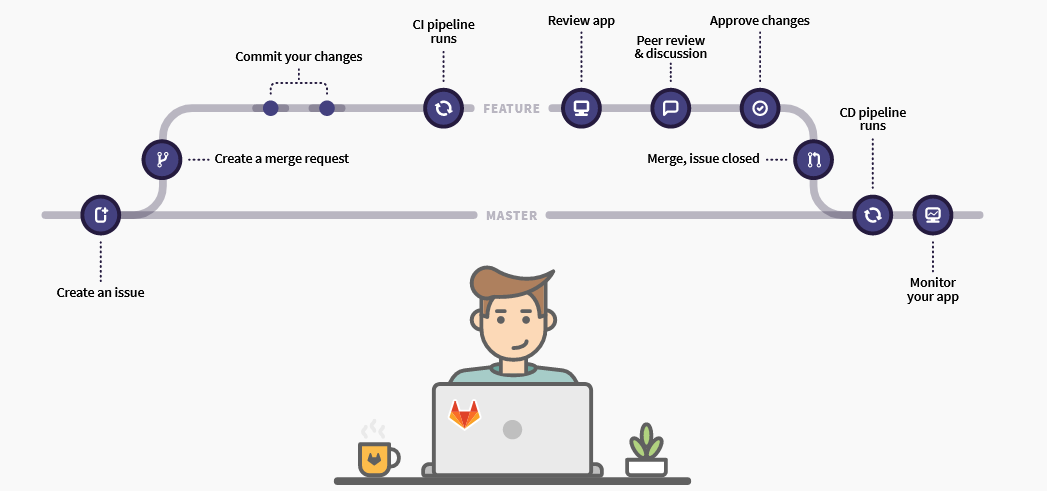 Create an issue
Create a merge request
Commit your changes
CI pipeline
runs
FEATURE
Review app
Peer review
& discussion
Approve changes
Merge, issue closed
MASTER
CD pipeline
runs
Monitor
your app